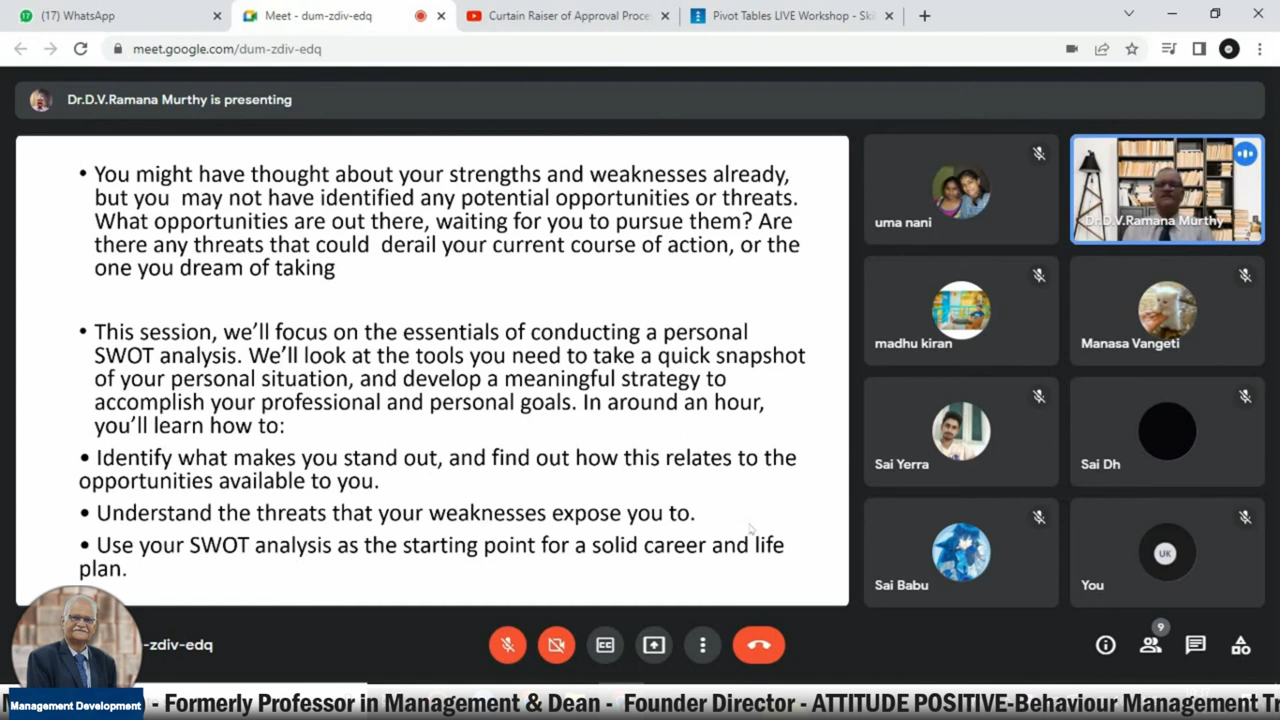 (17) WhatsApp
Meet - dum-zdiv-edq
Curtain Raiser of Approval Proce
Pivot Tables LIVE Workshop - Ski
meet.google.com/dum-zdiv-edq
Dr.D.V.Ramana Murthy is presenting
• You might have thought about your strengths and weaknesses already,
but you may not have identified any potential opportunities or threats.
What opportunities are out there, waiting for you to pursue them? Are
there any threats that could derail your current course of action, or the
one you dream of taking
• This session, we'll focus on the essentials of conducting a personal
SWOT analysis. We'll look at the tools you need to take a quick snapshot
of your personal situation, and develop a meaningful strategy to
accomplish your professional and personal goals. In around an hour,
you'll learn how to:
• Identify what makes you stand out, and find out how this relates to the
opportunities available to you.
• Understand the threats that your weaknesses expose you to.
• Use your SWOT analysis as the starting point for a solid career and life
plan.
uma nani
Dr.D.V.Ramana Murthy
madhu kiran
Manasa Vangeti
Sai Yerra
Sai Dh
Sai Babu
UK
You
-zdiv-edq
CC
9
Management Development
- Formerly Professor in Management & Dean - Founder Director - ATTITUDE POSITIVE-Behaviour Management